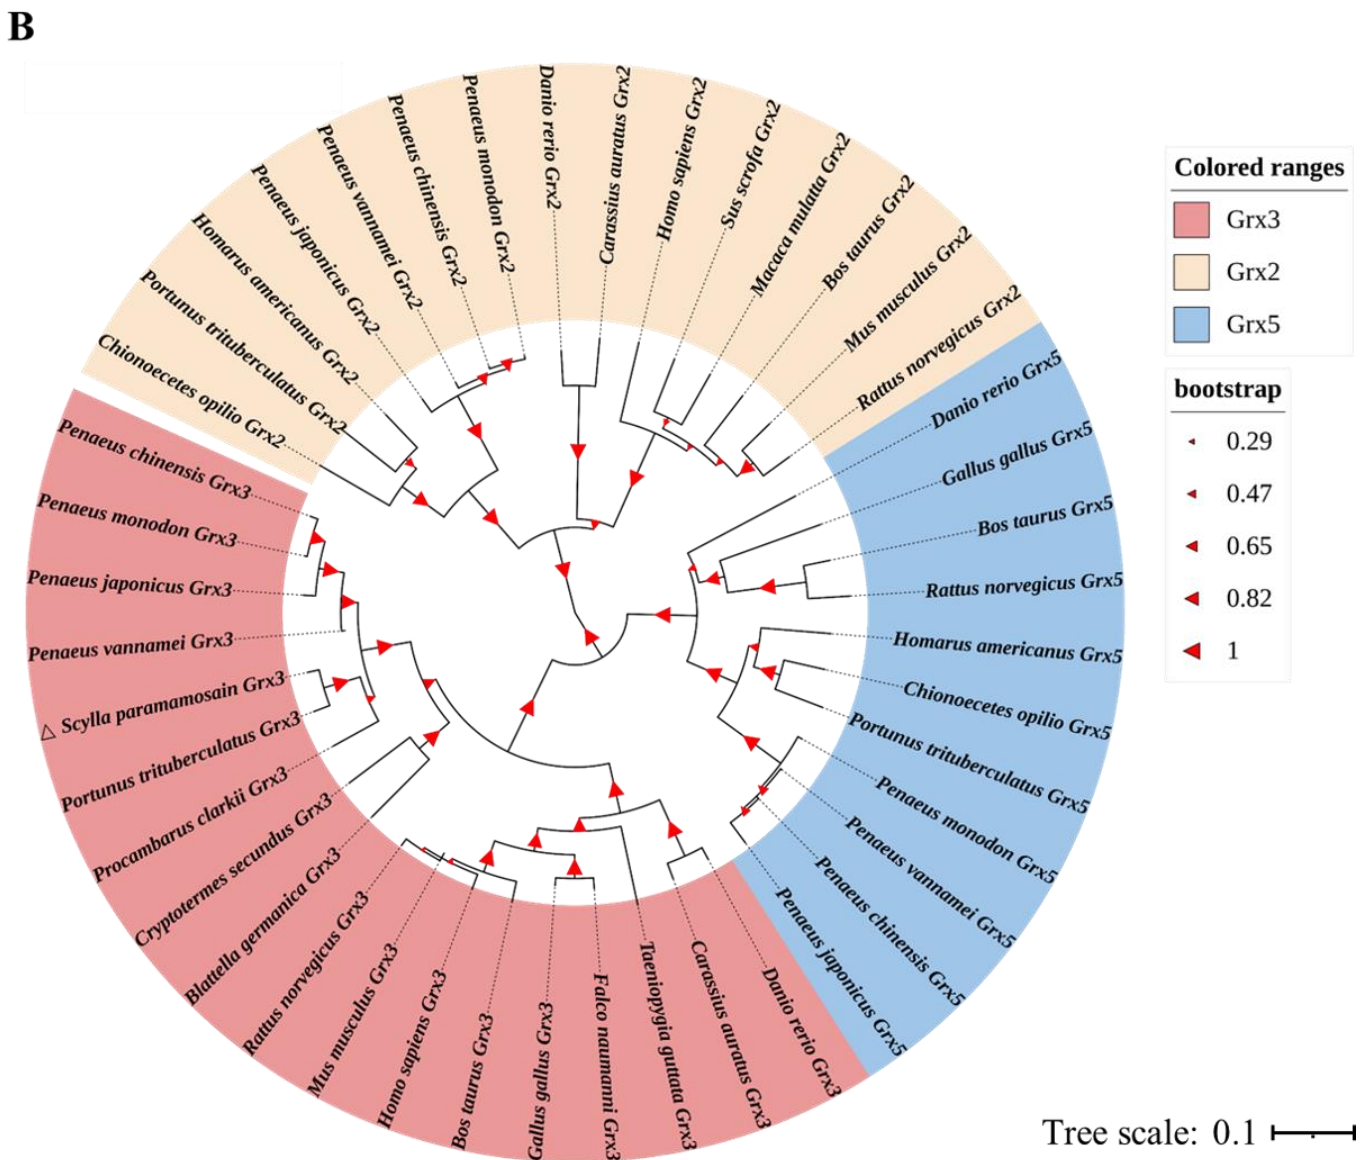 B
Chionoecetes opilio Grx2
Portunus trituberculatus Grx2
Homarus americanus Grx2
Penaeus japonicus Grx2
Penaeus vannamei Grx2
Penaeus chinensis Grx2
Penaeus monodon Grx2
Danio rerio Grx2
Carassius auratus Grx2
Homo sapiens Grx2
Sus scrofa Grx2
Macaca mulatta Grx2
Bos taurus Grx2
Mus musculus Grx2
Rattus norvegicus Grx2
Danio rerio Grx5
Gallus gallus Grx5
Bos taurus Grx5
Rattus norvegicus Grx5
Homarus americanus Grx5
Chionoecetes opilio Grx5
Portunus trituberculatus Grx5
Penaeus monodon Grx5
Penaeus vannamei Grx5
Penaeus chinensis Grx5
Penaeus japonicus Grx5
Danio rerio Grx3
Carassius auratus Grx3
Taeniopygia guttata Grx3
Falco naumanni Grx3
Gallus gallus Grx3
Bos taurus Grx3
Homo sapiens Grx3
Mus musculus Grx3
Rattus norvegicus Grx3
Blattella germanica Grx3
Cryptotermes secundus Grx3
Procambarus clarkii Grx3
Portunus trituberculatus Grx3
△ Scylla paramamosain Grx3
Penaeus vannamei Grx3
Penaeus japonicus Grx3
Penaeus monodon Grx3
Penaeus chinensis Grx3
Colored ranges
Grx3
Grx2
Grx5
bootstrap
0.29
0.47
0.65
0.82
1
Tree scale: 0.1